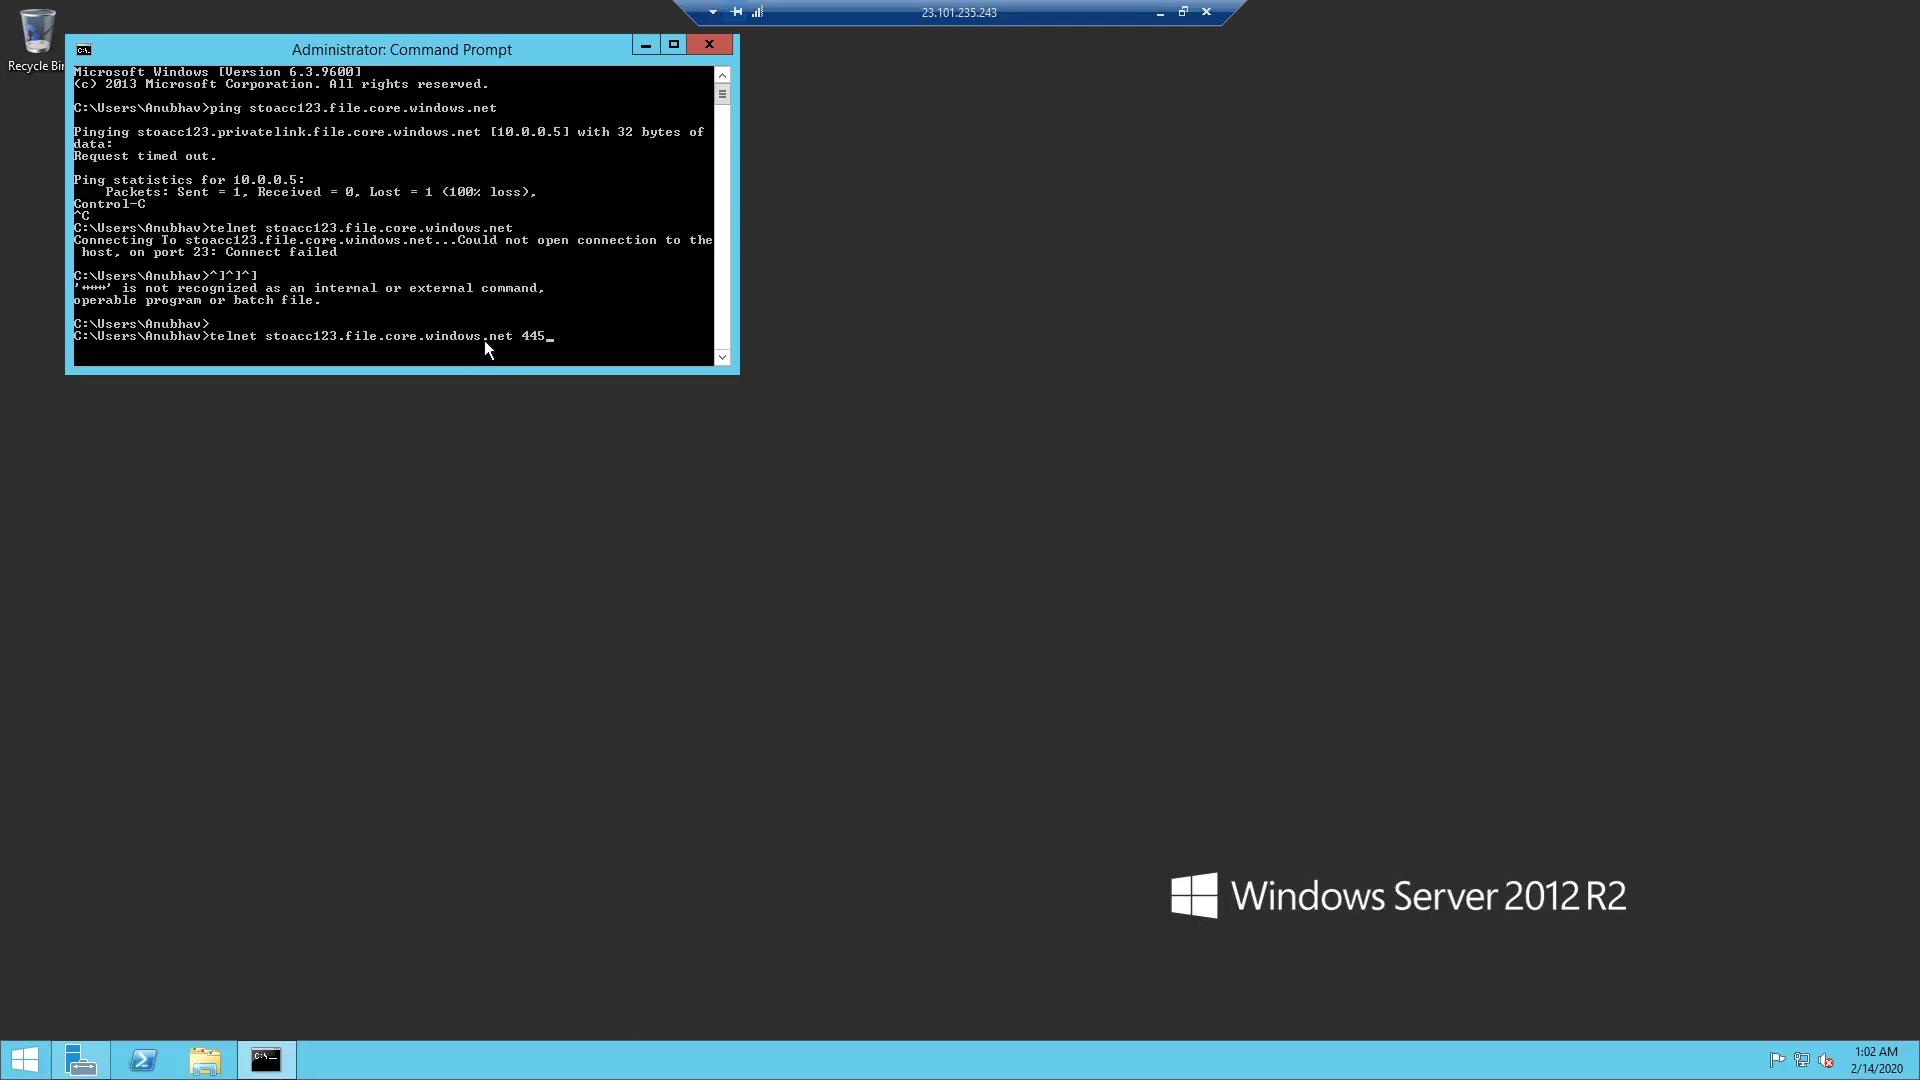 23.101.235.243
Recycle Bin
Administrator: Command Prompt
Microsoft Windows [Version 6.3.9600]
(c) 2013 Microsoft Corporation. All rights reserved.
C:\Users\Anubhav>ping stoacc123.file.core.windows.net
Pinging stoacc123.privatelink.file.core.windows.net [10.0.0.5] with 32 bytes of
data:
Request timed out.
Ping statistics for 10.0.0.5:
Packets: Sent = 1, Received = 0, Lost = 1 (100% loss),
Control-C
^C
C:\Users\Anubhav>telnet stoacc123.file.core.windows.net
Connecting To stoacc123.file.core.windows.net...Could not open connection to the
host, on port 23: Connect failed
C:\Users\Anubhav>^]^]^]
'↔↔↔' is not recognized as an internal or external command,
operable program or batch file.
C:\Users\Anubhav>
C:\Users\Anubhav>telnet stoacc123.file.core.windows.net 445_
Windows Server 2012 R2
1:02 AM
2/14/2020